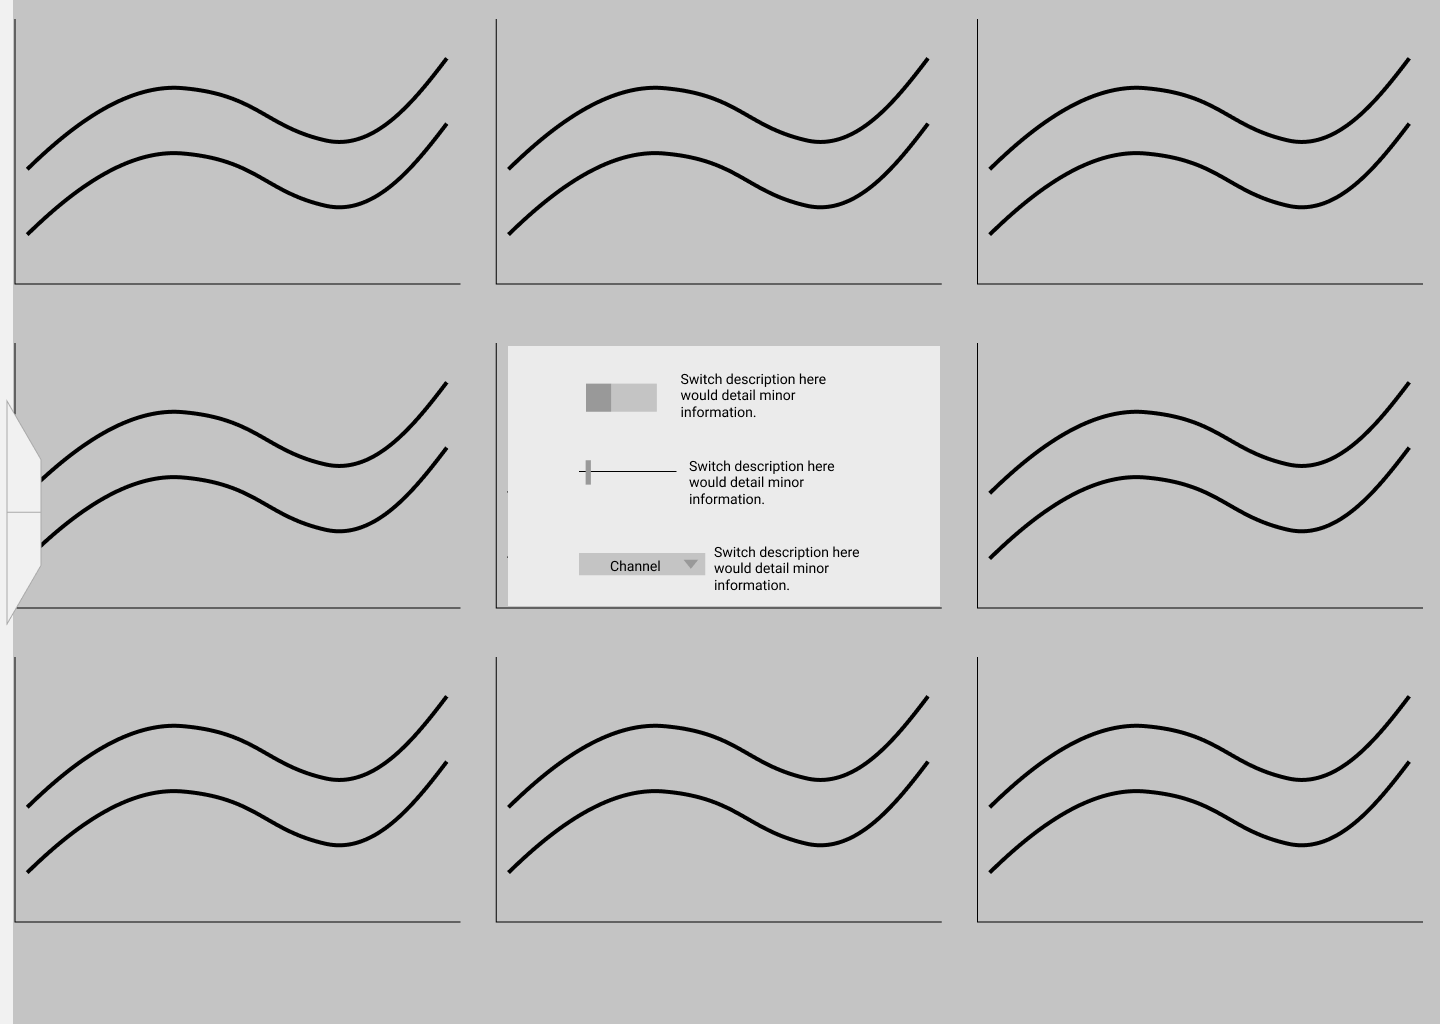 Switch description here
would detail minor
information.
Switch description here
would detail minor
information.
Channel
Switch description here
would detail minor
information.